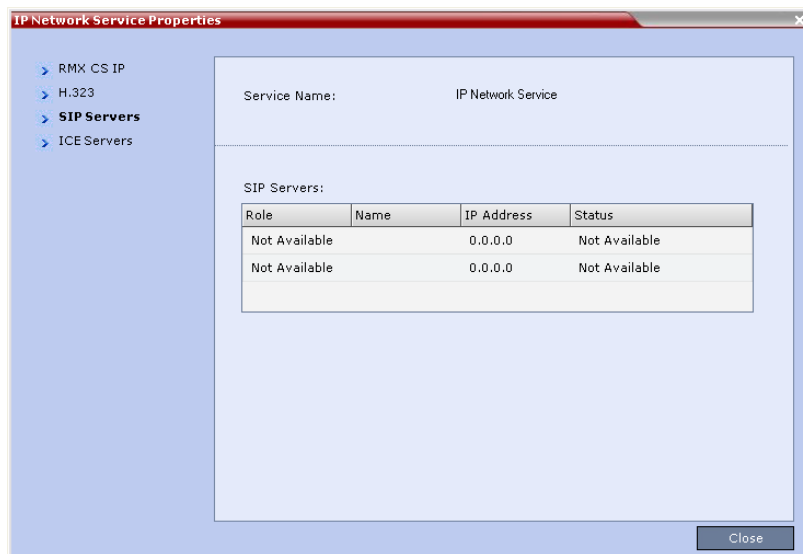 IP Network Service Properties
RMX CS IP
H.323
SIP Servers
ICE Servers
Service Name: IP Network Service
SIP Servers:
Role Name IP Address Status
Not Available 0.0.0.0 Not Available
Not Available 0.0.0.0 Not Available
Close